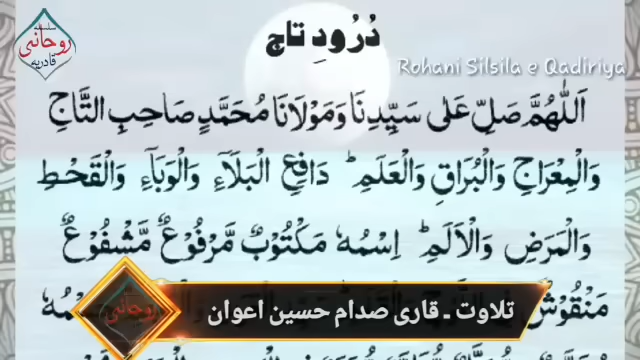 سلسلہ
روحانی
قادریہ
دُرُودِ تاج
Rohani Silsila e Qadiriya
اَللّٰهُمَّ صَلِّ عَلٰى سَيِّدِنَا وَمَوْلَانَا مُحَمَّدٍ صَاحِبِ التَّاجِ
وَالْمِعْرَاجِ وَالْبُرَاقِ وَالْعَلَمِ ؕ دَافِعِ الْبَلَآءِ وَالْوَبَآءِ وَالْقَحْطِ
وَالْمَرَضِ وَالْاَلَمِ ؕ اِسْمُهٗ مَكْتُوْبٌ مَّرْفُوْعٌ مَّشْفُوْعٌ
مَنْقُوْشٌ
روحانی
تلاوت ۔ قاری صدام حسین اعوان